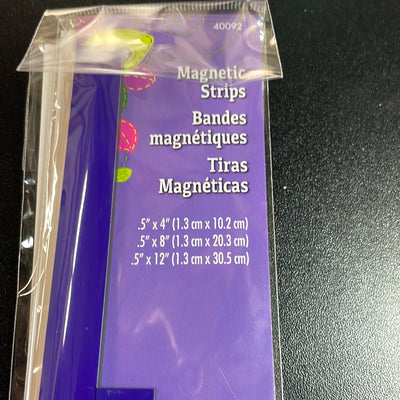 40092
Magnetic
Strips
Bandes
magnétiques
Tiras
Magnéticas
.5" x 4" (1.3 cm x 10.2 cm)
.5" x 8" (1.3 cm x 20.3 cm)
.5" x 12" (1.3 cm x 30.5 cm)